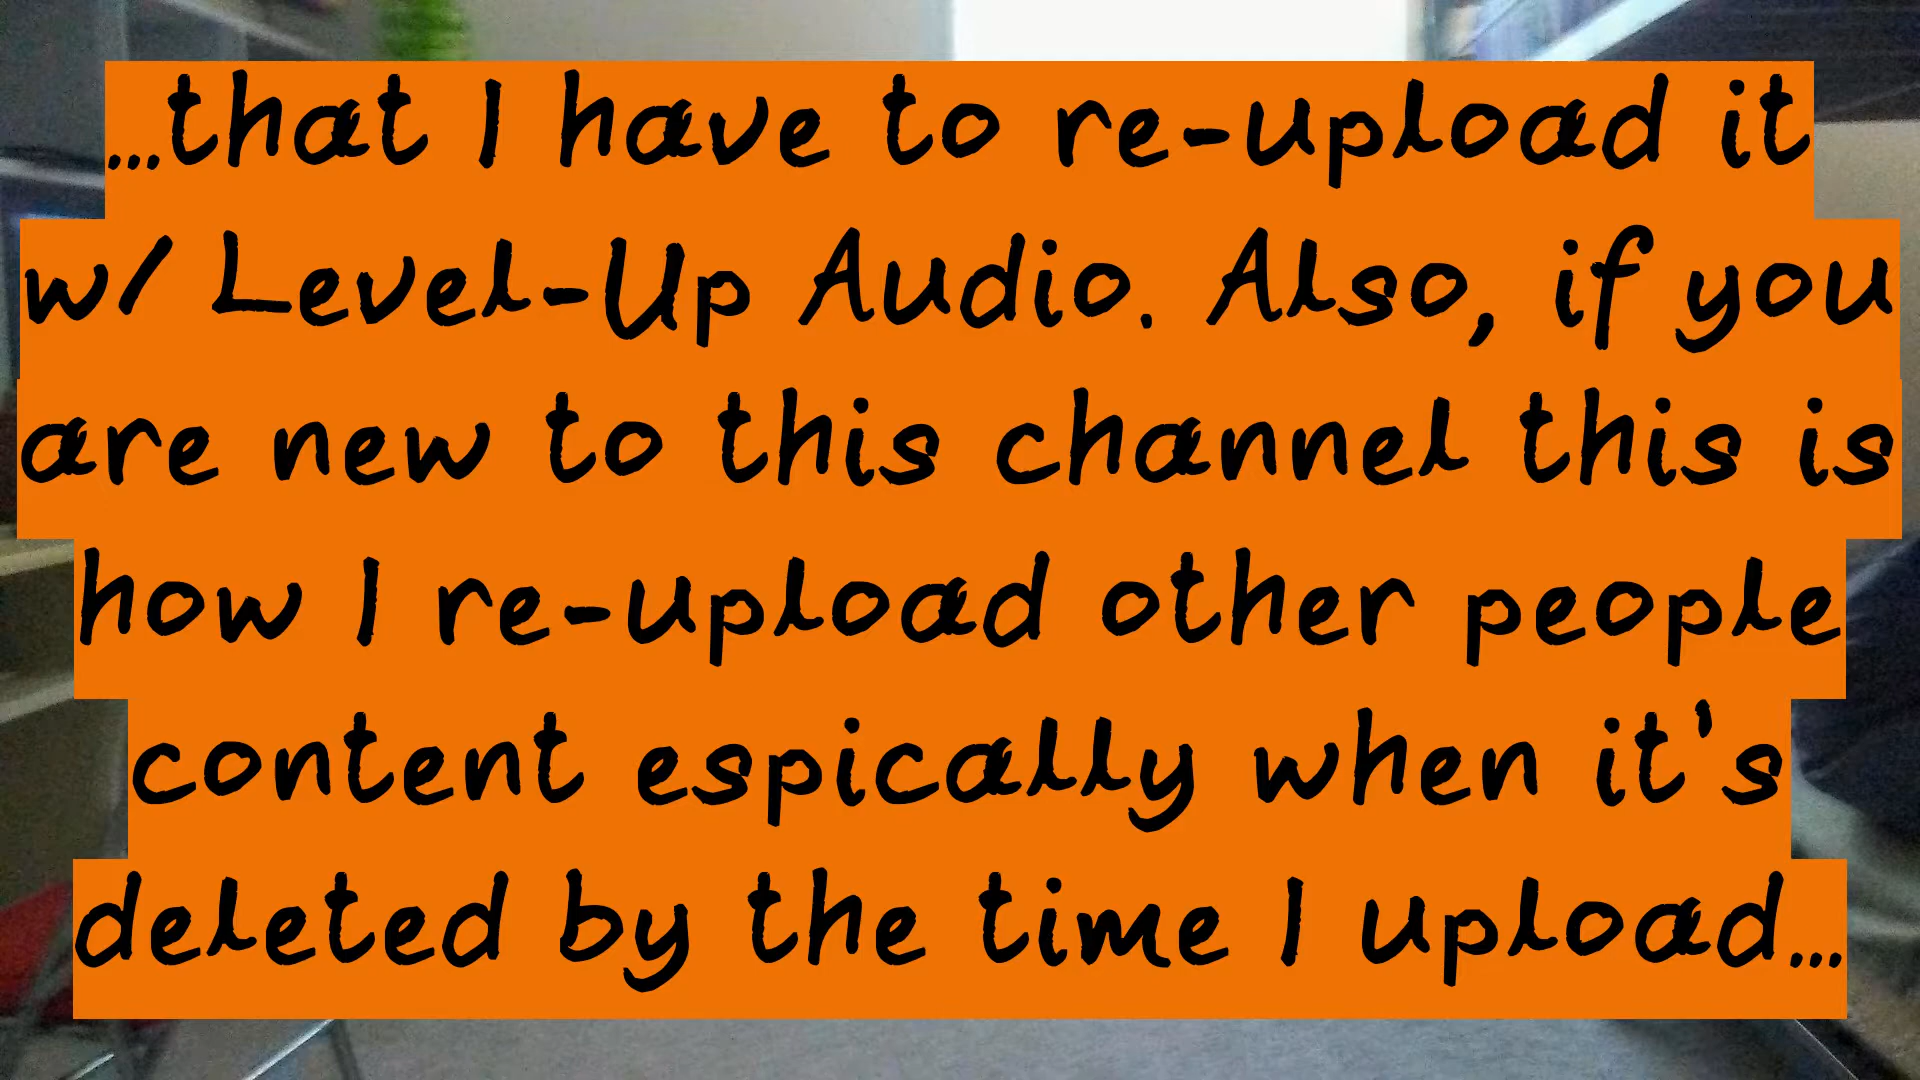 ...that I have to re-upload it
w/ Level-Up Audio. Also, if you
are new to this channel this is
how I re-upload other people
content espically when it's
deleted by the time I upload...